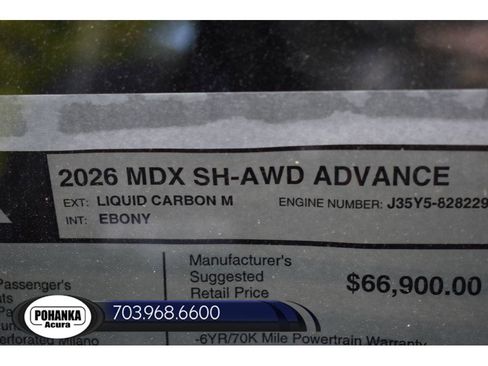 2026 MDX SH-AWD ADVANCE
EXT: LIQUID CARBON M ENGINE NUMBER: J35Y5-828229
INT: EBONY
Passenger's
Manufacturer's
Suggested
Retail Price
$66,900.00
POHANKA
Acura
703.968.6600
Milano
-6YR/70K Mile Powertrain Warranty